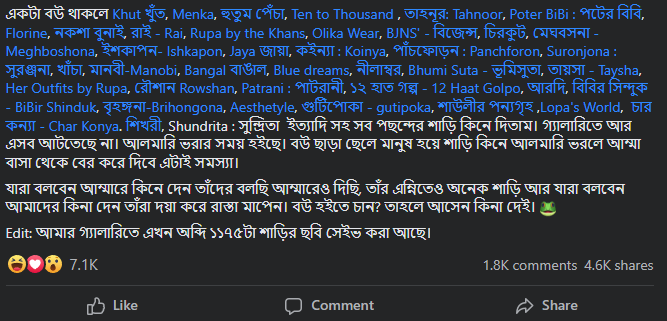 একটা বউ থাকলে Khut খুঁত, Menka, হুতুম পেঁচা, Ten to Thousand , তাহনুর: Tahnoor, Poter BiBi : পটের বিবি,
Florine, নকশা বুনাই, রাই - Rai, Rupa by the Khans, Olika Wear, BJNS' - বিজেন্স, চিরকুট, মেঘবসনা -
Meghboshona, ইশকাপন- Ishkapon, Jaya জায়া, কইন্যা : Koinya, পাঁচফোড়ন : Panchforon, Suronjona :
সুরঞ্জনা, খাঁচা, মানবী-Manobi, Bangal বাঙাল, Blue dreams, নীলাম্বর, Bhumi Suta - ভূমিসুতা, তায়সা - Taysha,
Her Outfits by Rupa, রৌশান Rowshan, Patrani : পাটরানী, ১২ হাত গল্প - 12 Haat Golpo, আরদি, বিবির সিন্দুক
- BiBir Shinduk, বৃহঙ্গনা-Brihongona, Aesthetyle, গুটিপোকা - gutipoka, শাউলীর পন্যগৃহ ,Lopa's World, চার
কন্যা - Char Konya. শিখরী, Shundrita : সুন্দ্রিতা ইত্যাদি সহ সব পছন্দের শাড়ি কিনে দিতাম। গ্যালারিতে আর
এসব আটতেছে না। আলমারি ভরার সময় হইছে। বউ ছাড়া ছেলে মানুষ হয়ে শাড়ি কিনে আলমারি ভরলে আম্মা
বাসা থেকে বের করে দিবে এটাই সমস্যা।
যারা বলবেন আম্মারে কিনে দেন তাঁদের বলছি আম্মারেও দিছি, তাঁর এম্নিতেও অনেক শাড়ি আর যারা বলবেন
আমাদের কিনা দেন তাঁরা দয়া করে রাস্তা মাপেন। বউ হইতে চান? তাহলে আসেন কিনা দেই। 🐸
Edit: আমার গ্যালারিতে এখন অব্দি ১১৭৫টা শাড়ির ছবি সেইভ করা আছে।
7.1K 1.8K comments 4.6K shares
Like Comment Share